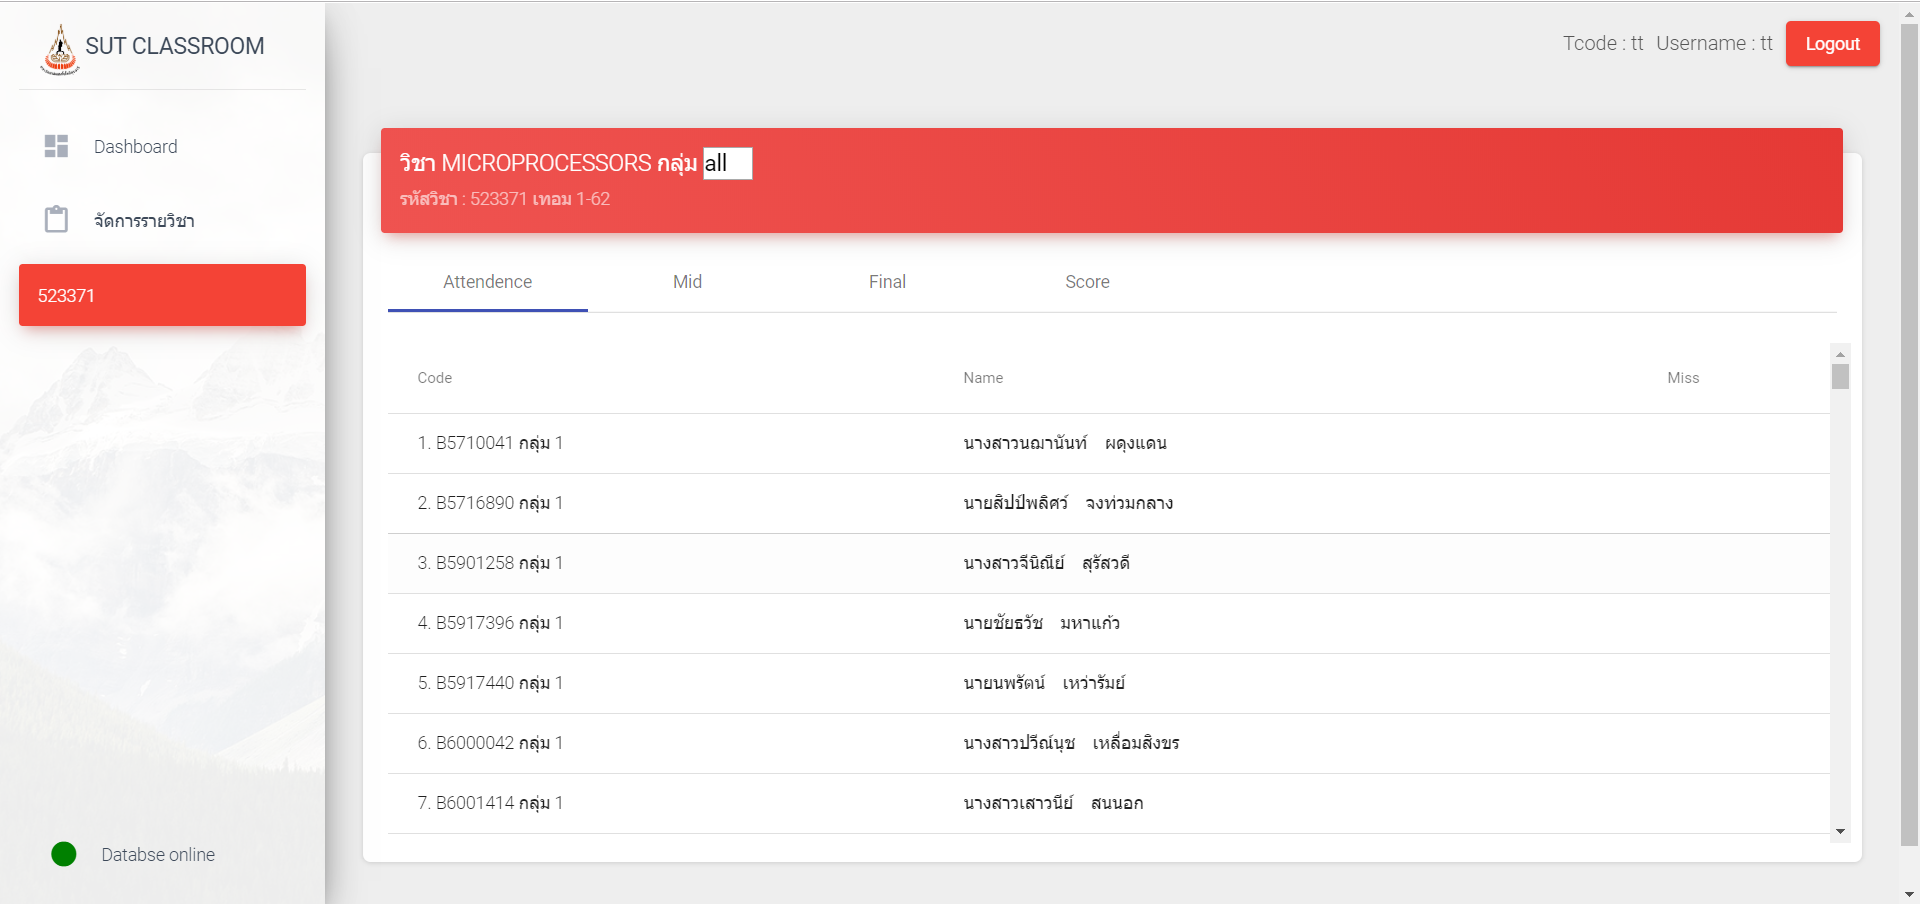 SUT CLASSROOM
Dashboard
จัดการรายวิชา
523371
Databse online
Tcode : tt Username : tt Logout
วิชา MICROPROCESSORS กลุ่ม all
รหัสวิชา : 523371 เทอม 1-62
Attendence Mid Final Score
Code Name Miss
1. B5710041 กลุ่ม 1 นางสาวนฌานันท์ ผดุงแดน
2. B5716890 กลุ่ม 1 นายสิปป์พลิศว์ จงท่วมกลาง
3. B5901258 กลุ่ม 1 นางสาวจีนิณีย์ สุรัสวดี
4. B5917396 กลุ่ม 1 นายชัยธวัช มหาแก้ว
5. B5917440 กลุ่ม 1 นายนพรัตน์ เหว่ารัมย์
6. B6000042 กลุ่ม 1 นางสาวปวีณ์นุช เหลื่อมสิงขร
7. B6001414 กลุ่ม 1 นางสาวเสาวนีย์ สนนอก